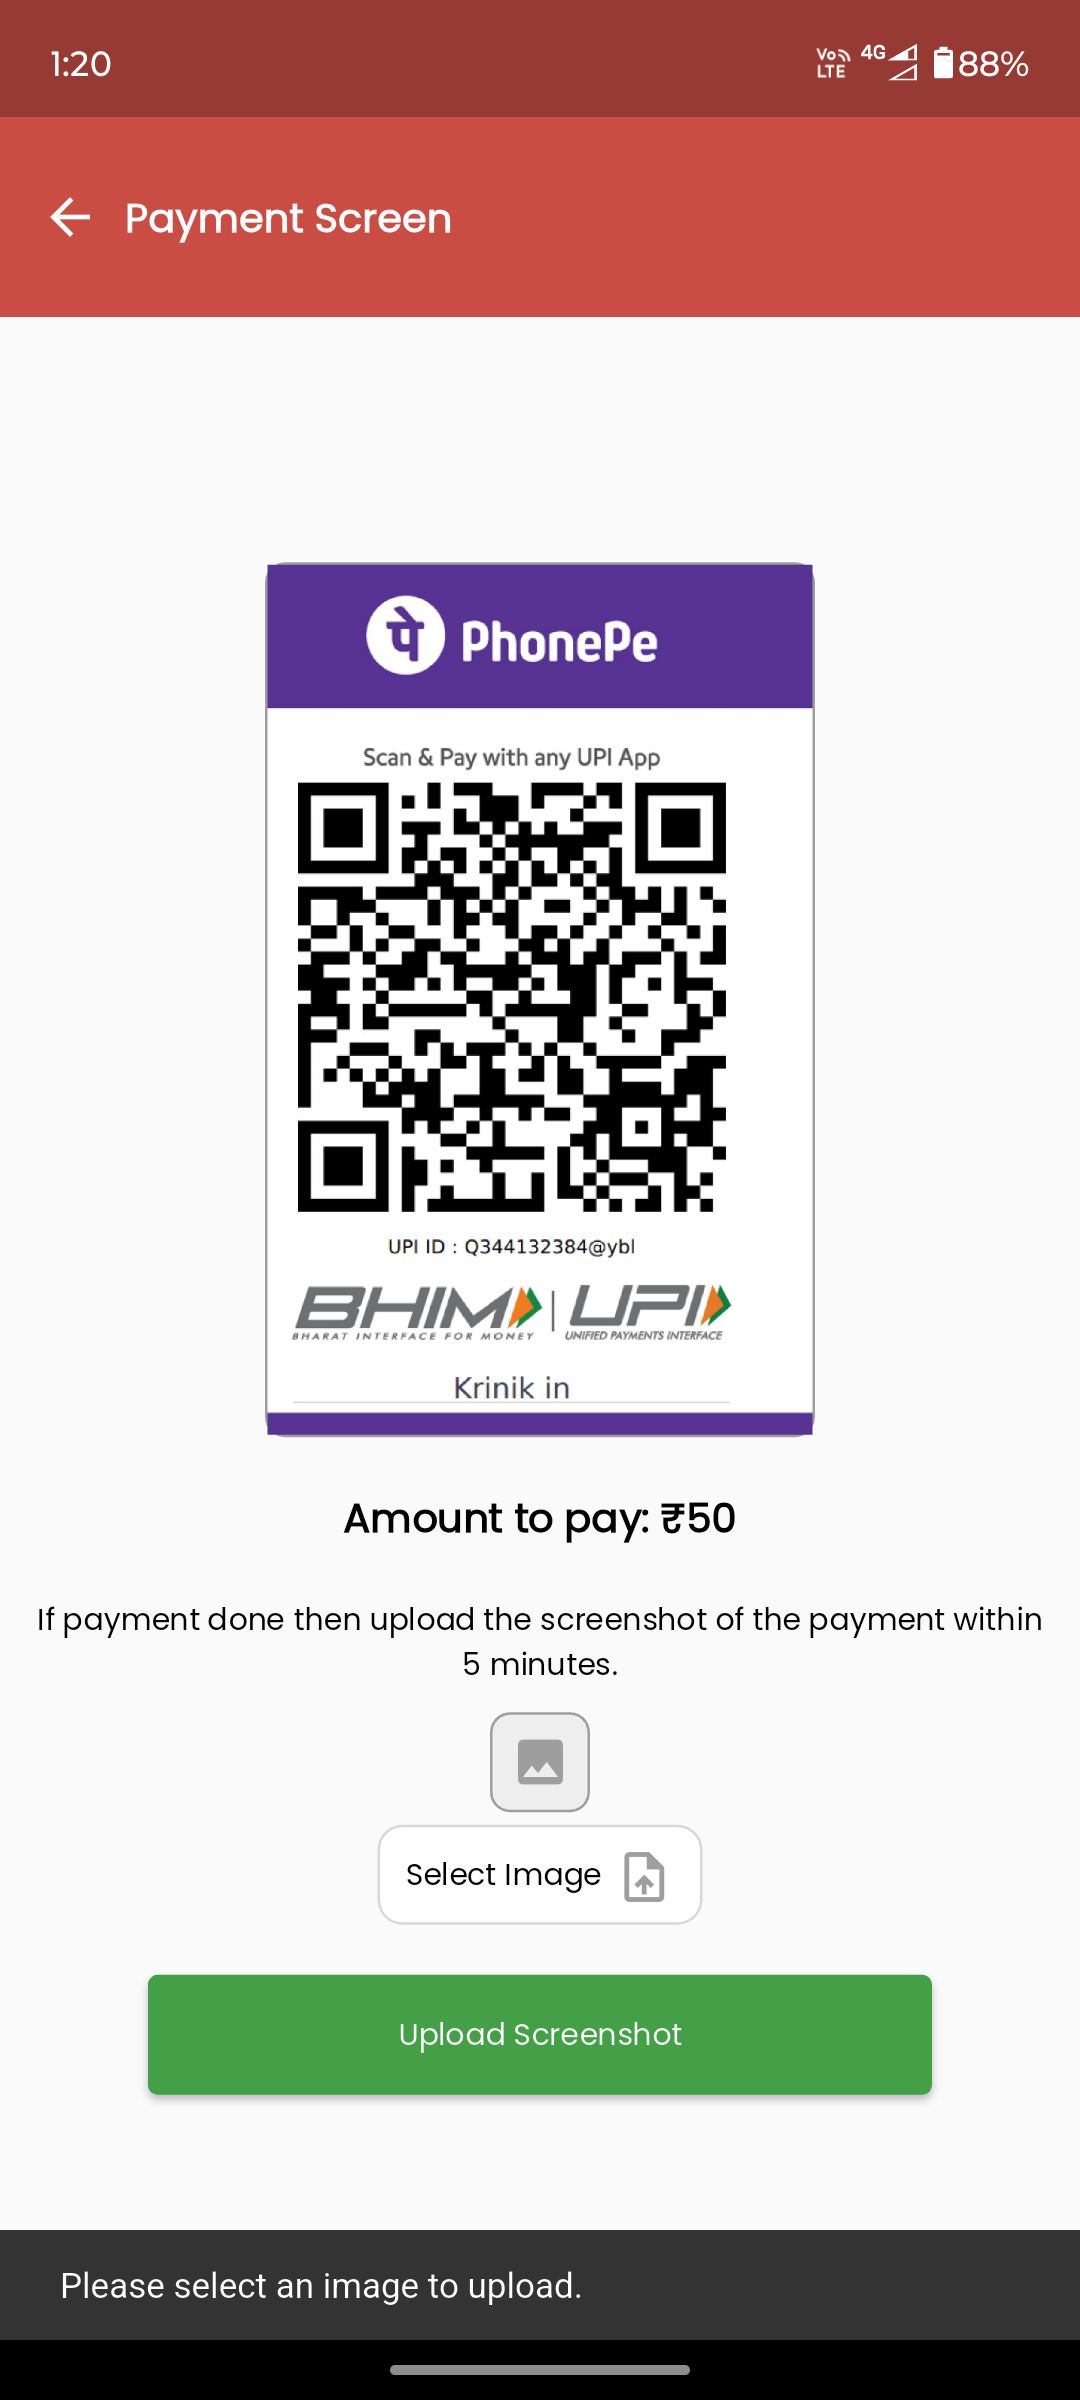 1:20
Vo LTE 4G 88%
Payment Screen
पे PhonePe
Scan & Pay with any UPI App
UPI ID : Q344132384@ybl
BHIM | UPI
BHARAT INTERFACE FOR MONEY UNIFIED PAYMENTS INTERFACE
Krinik in
Amount to pay: ₹50
If payment done then upload the screenshot of the payment within
5 minutes.
Select Image
Upload Screenshot
Please select an image to upload.